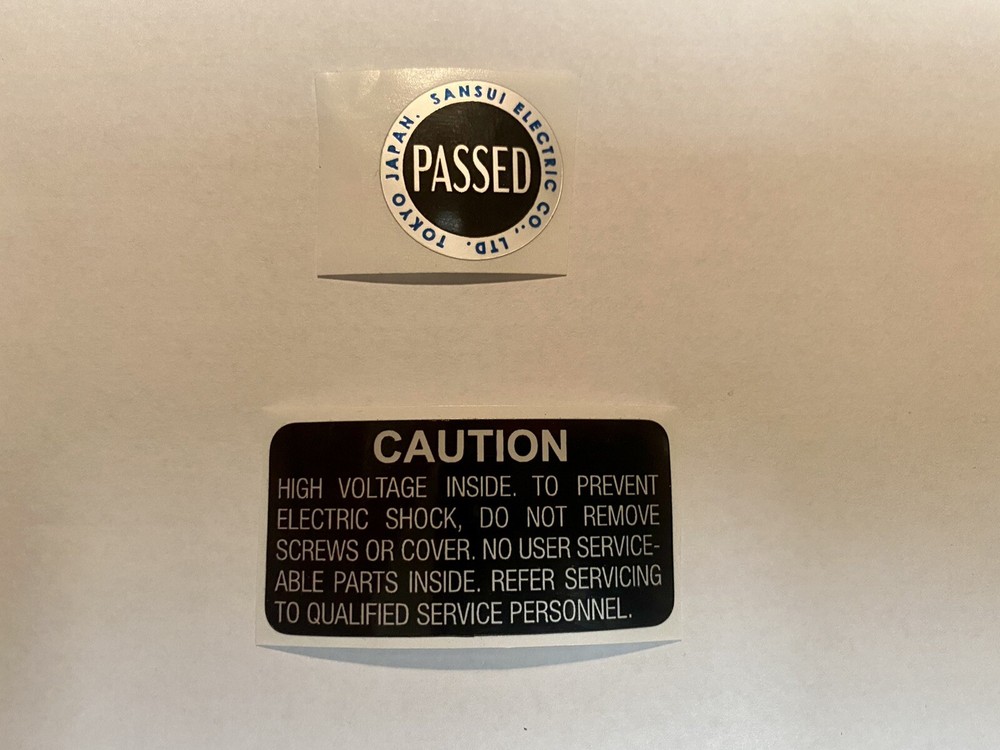 SANSUI ELECTRIC CO., LTD. TOKYO JAPAN.
PASSED
CAUTION
HIGH VOLTAGE INSIDE. TO PREVENT
ELECTRIC SHOCK, DO NOT REMOVE
SCREWS OR COVER. NO USER SERVICE-
ABLE PARTS INSIDE. REFER SERVICING
TO QUALIFIED SERVICE PERSONNEL.